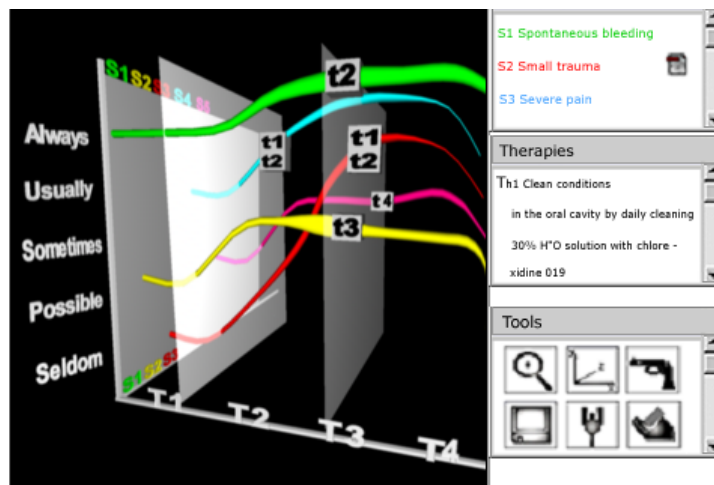 S1 S2 S3 S4 S5
Always
Usually
Sometimes
Possible
Seldom
t2
t1
t2
t1
t2
t4
t3
S1 S2 S3
T1 T2 T3 T4
S1 Spontaneous bleeding
S2 Small trauma
S3 Severe pain
Therapies
Th1 Clean conditions
in the oral cavity by daily cleaning
30% H"O solution with chlore -
xidine 019
Tools